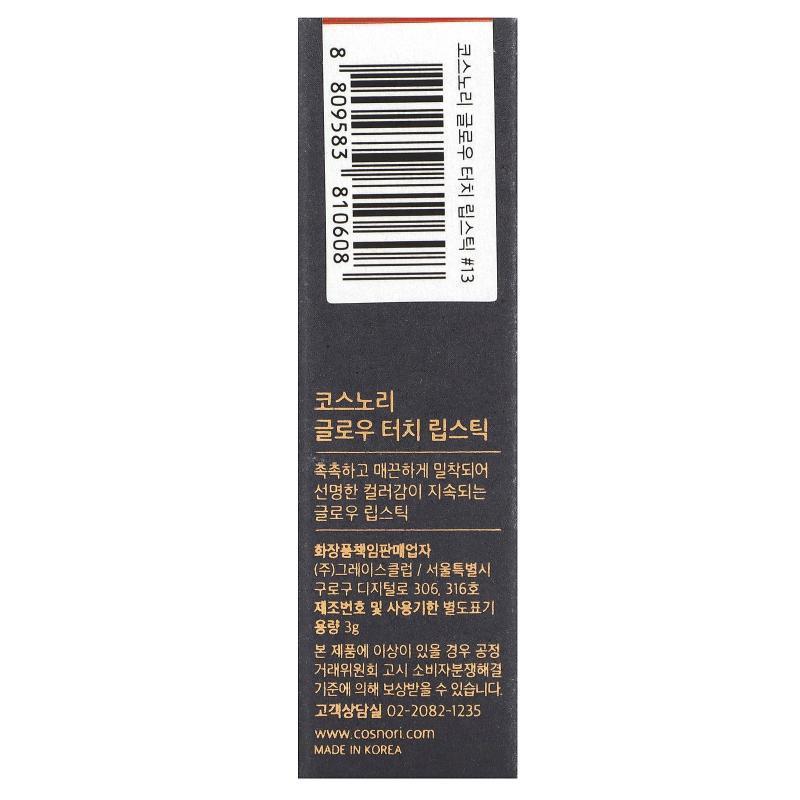 코스노리 글로우 터치 립스틱 #13
8 809583 810608
코스노리
글로우 터치 립스틱
촉촉하고 매끈하게 밀착되어
선명한 컬러감이 지속되는
글로우 립스틱
화장품책임판매업자
(주)그레이스클럽 / 서울특별시
구로구 디지털로 306, 316호
제조번호 및 사용기한 별도표기
용량 3g
본 제품에 이상이 있을 경우 공정
거래위원회 고시 소비자분쟁해결
기준에 의해 보상받을 수 있습니다.
고객상담실 02-2082-1235
www.cosnori.com
MADE IN KOREA